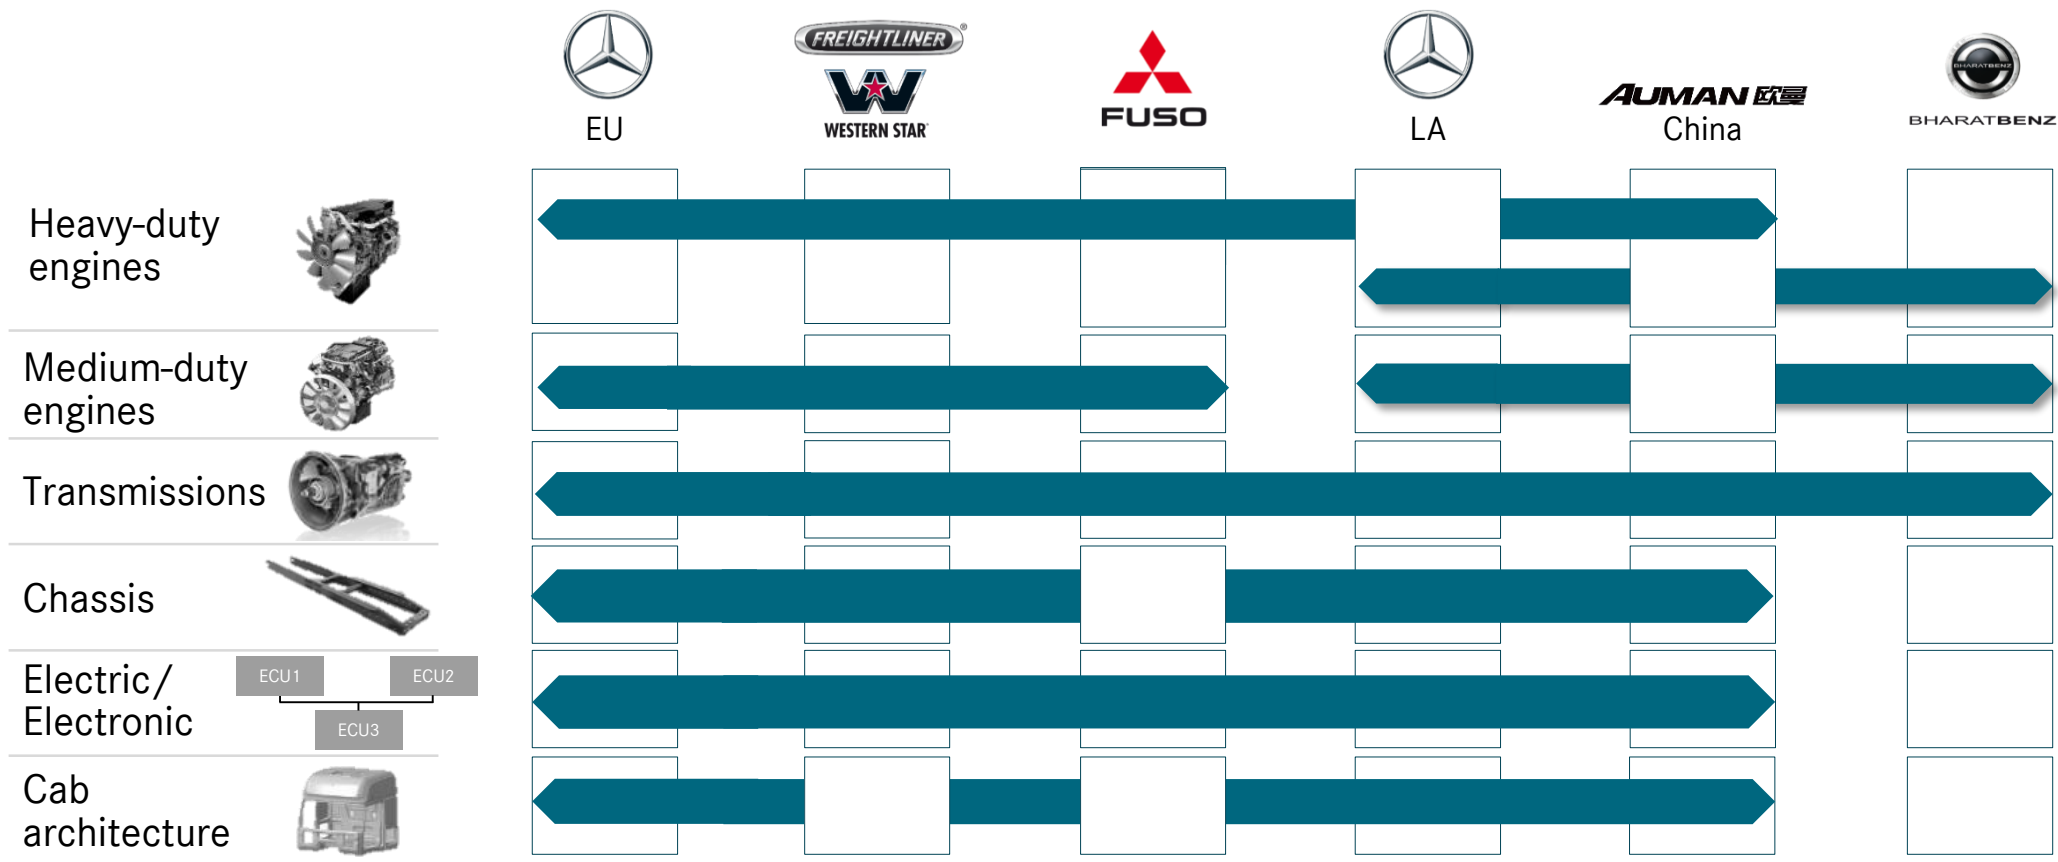 FREIGHTLINER®
WESTERN STAR
EU
FUSO
LA
AUMAN 欧曼
China
BHARATBENZ
BHARATBENZ
Heavy-duty
engines
Medium-duty
engines
Transmissions
Chassis
Electric/
Electronic
ECU1
ECU2
ECU3
Cab
architecture